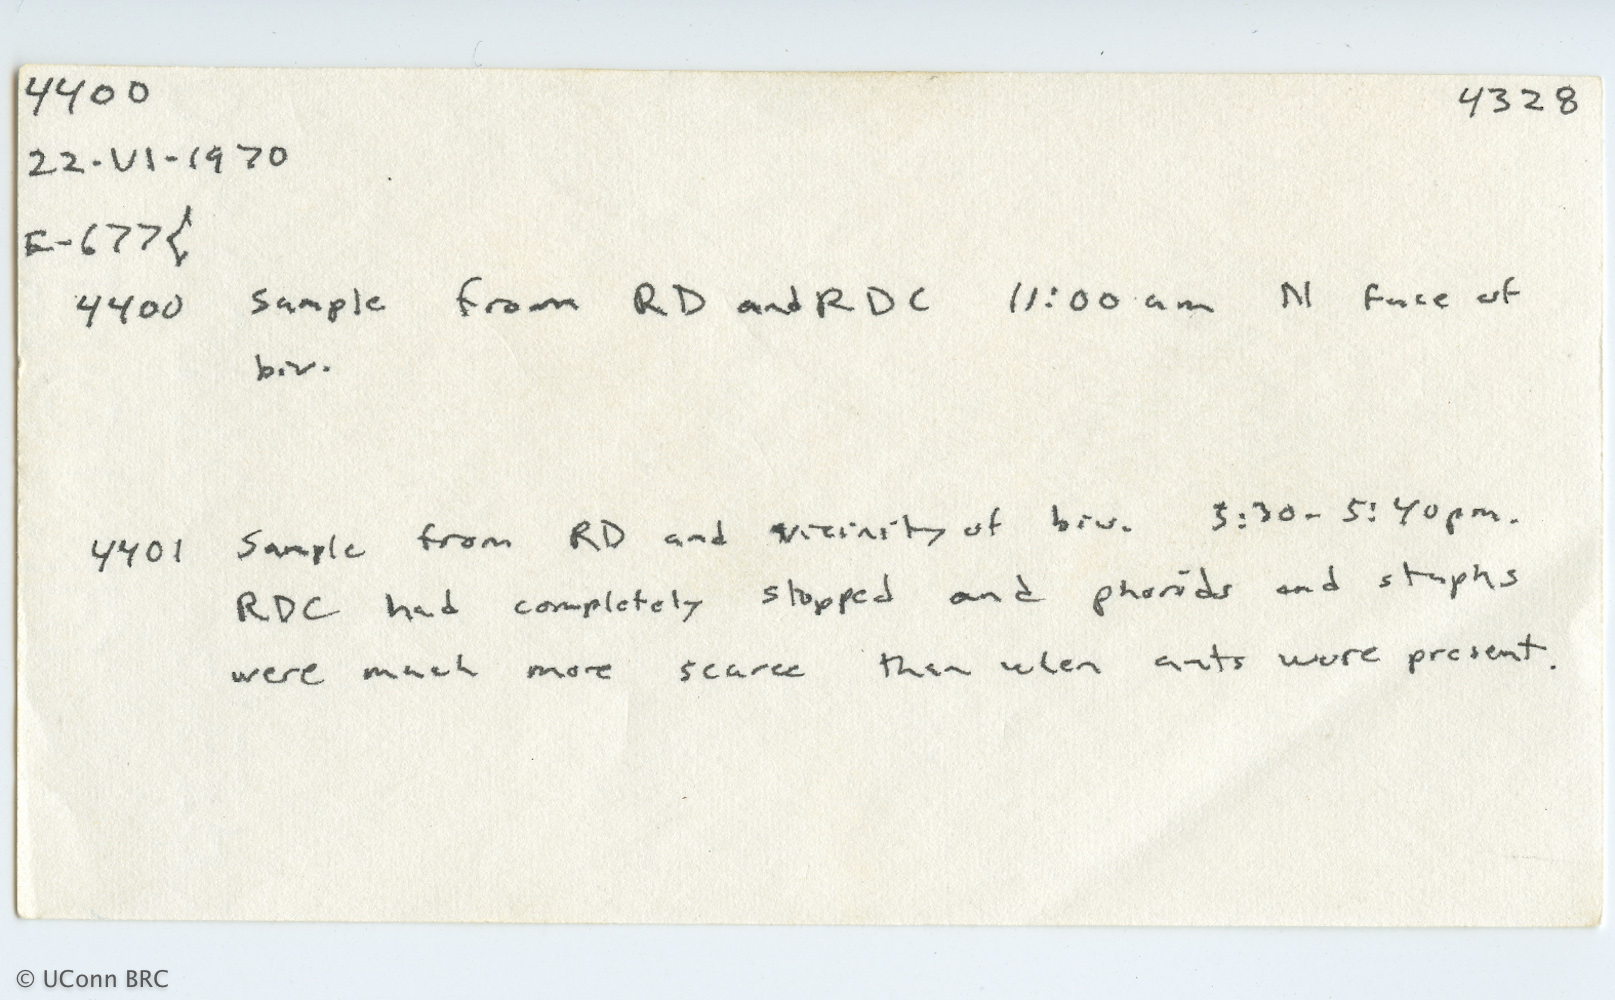 4400 4328
22-VI-1970
E-677{
4400 Sample from RD and RDC 11:00 am N face of
biv.
4401 Sample from RD and vicinity of biv. 5:30-5:40pm.
RDC had completely stopped and phorids and staphs
were much more scarce than when ants were present.
© UConn BRC